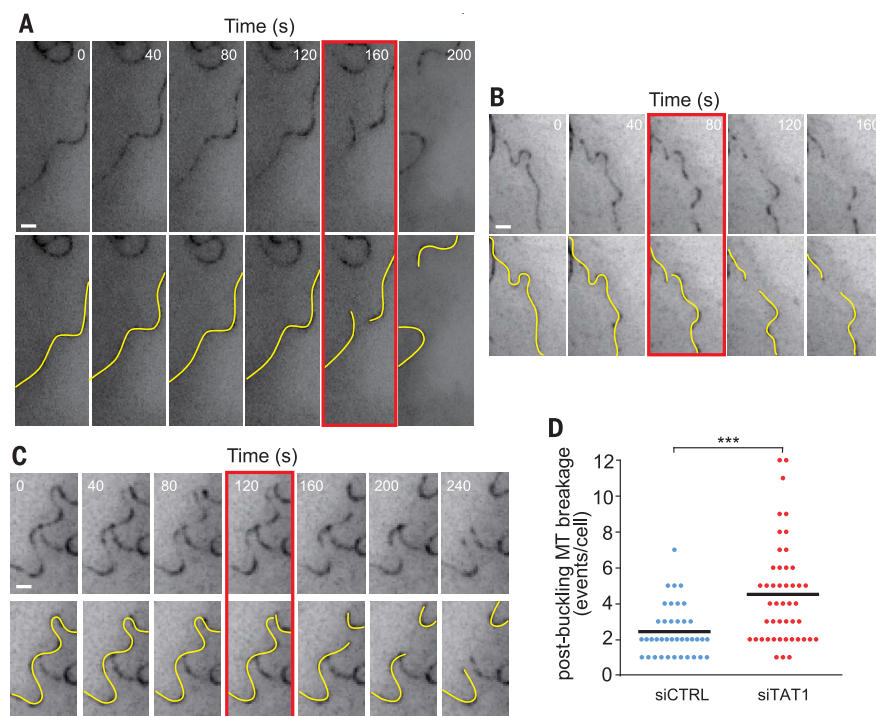 A
Time (s)
0 40 80 120 160 200
B
Time (s)
0 40 80 120 160
C
Time (s)
0 40 80 120 160 200 240
D
***
post-buckling MT breakage
(events/cell)
12
10
8
6
4
2
0
siCTRL siTAT1